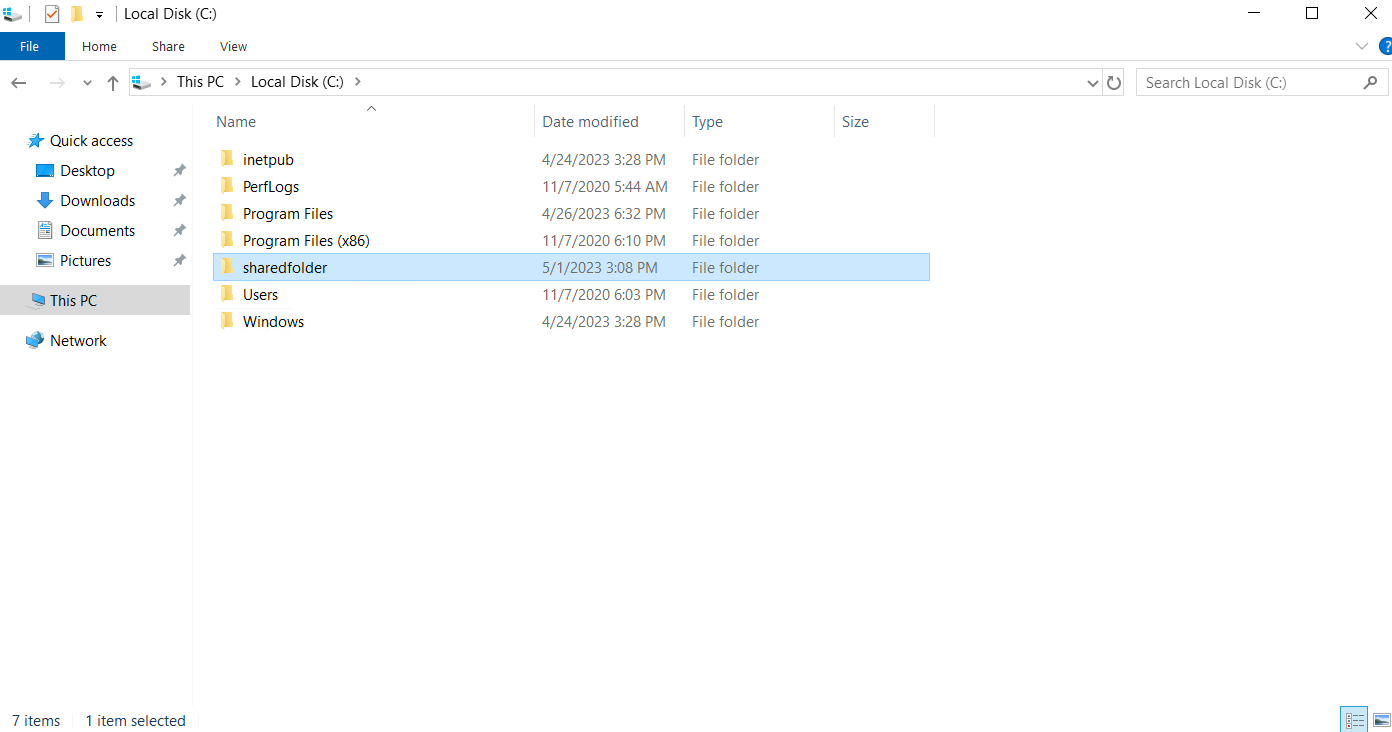 Local Disk (C:)
File Home Share View
This PC Local Disk (C:)
Search Local Disk (C:)
Name Date modified Type Size
Quick access
Desktop
Downloads
Documents
Pictures
This PC
Network
inetpub 4/24/2023 3:28 PM File folder
PerfLogs 11/7/2020 5:44 AM File folder
Program Files 4/26/2023 6:32 PM File folder
Program Files (x86) 11/7/2020 6:10 PM File folder
sharedfolder 5/1/2023 3:08 PM File folder
Users 11/7/2020 6:03 PM File folder
Windows 4/24/2023 3:28 PM File folder
7 items 1 item selected